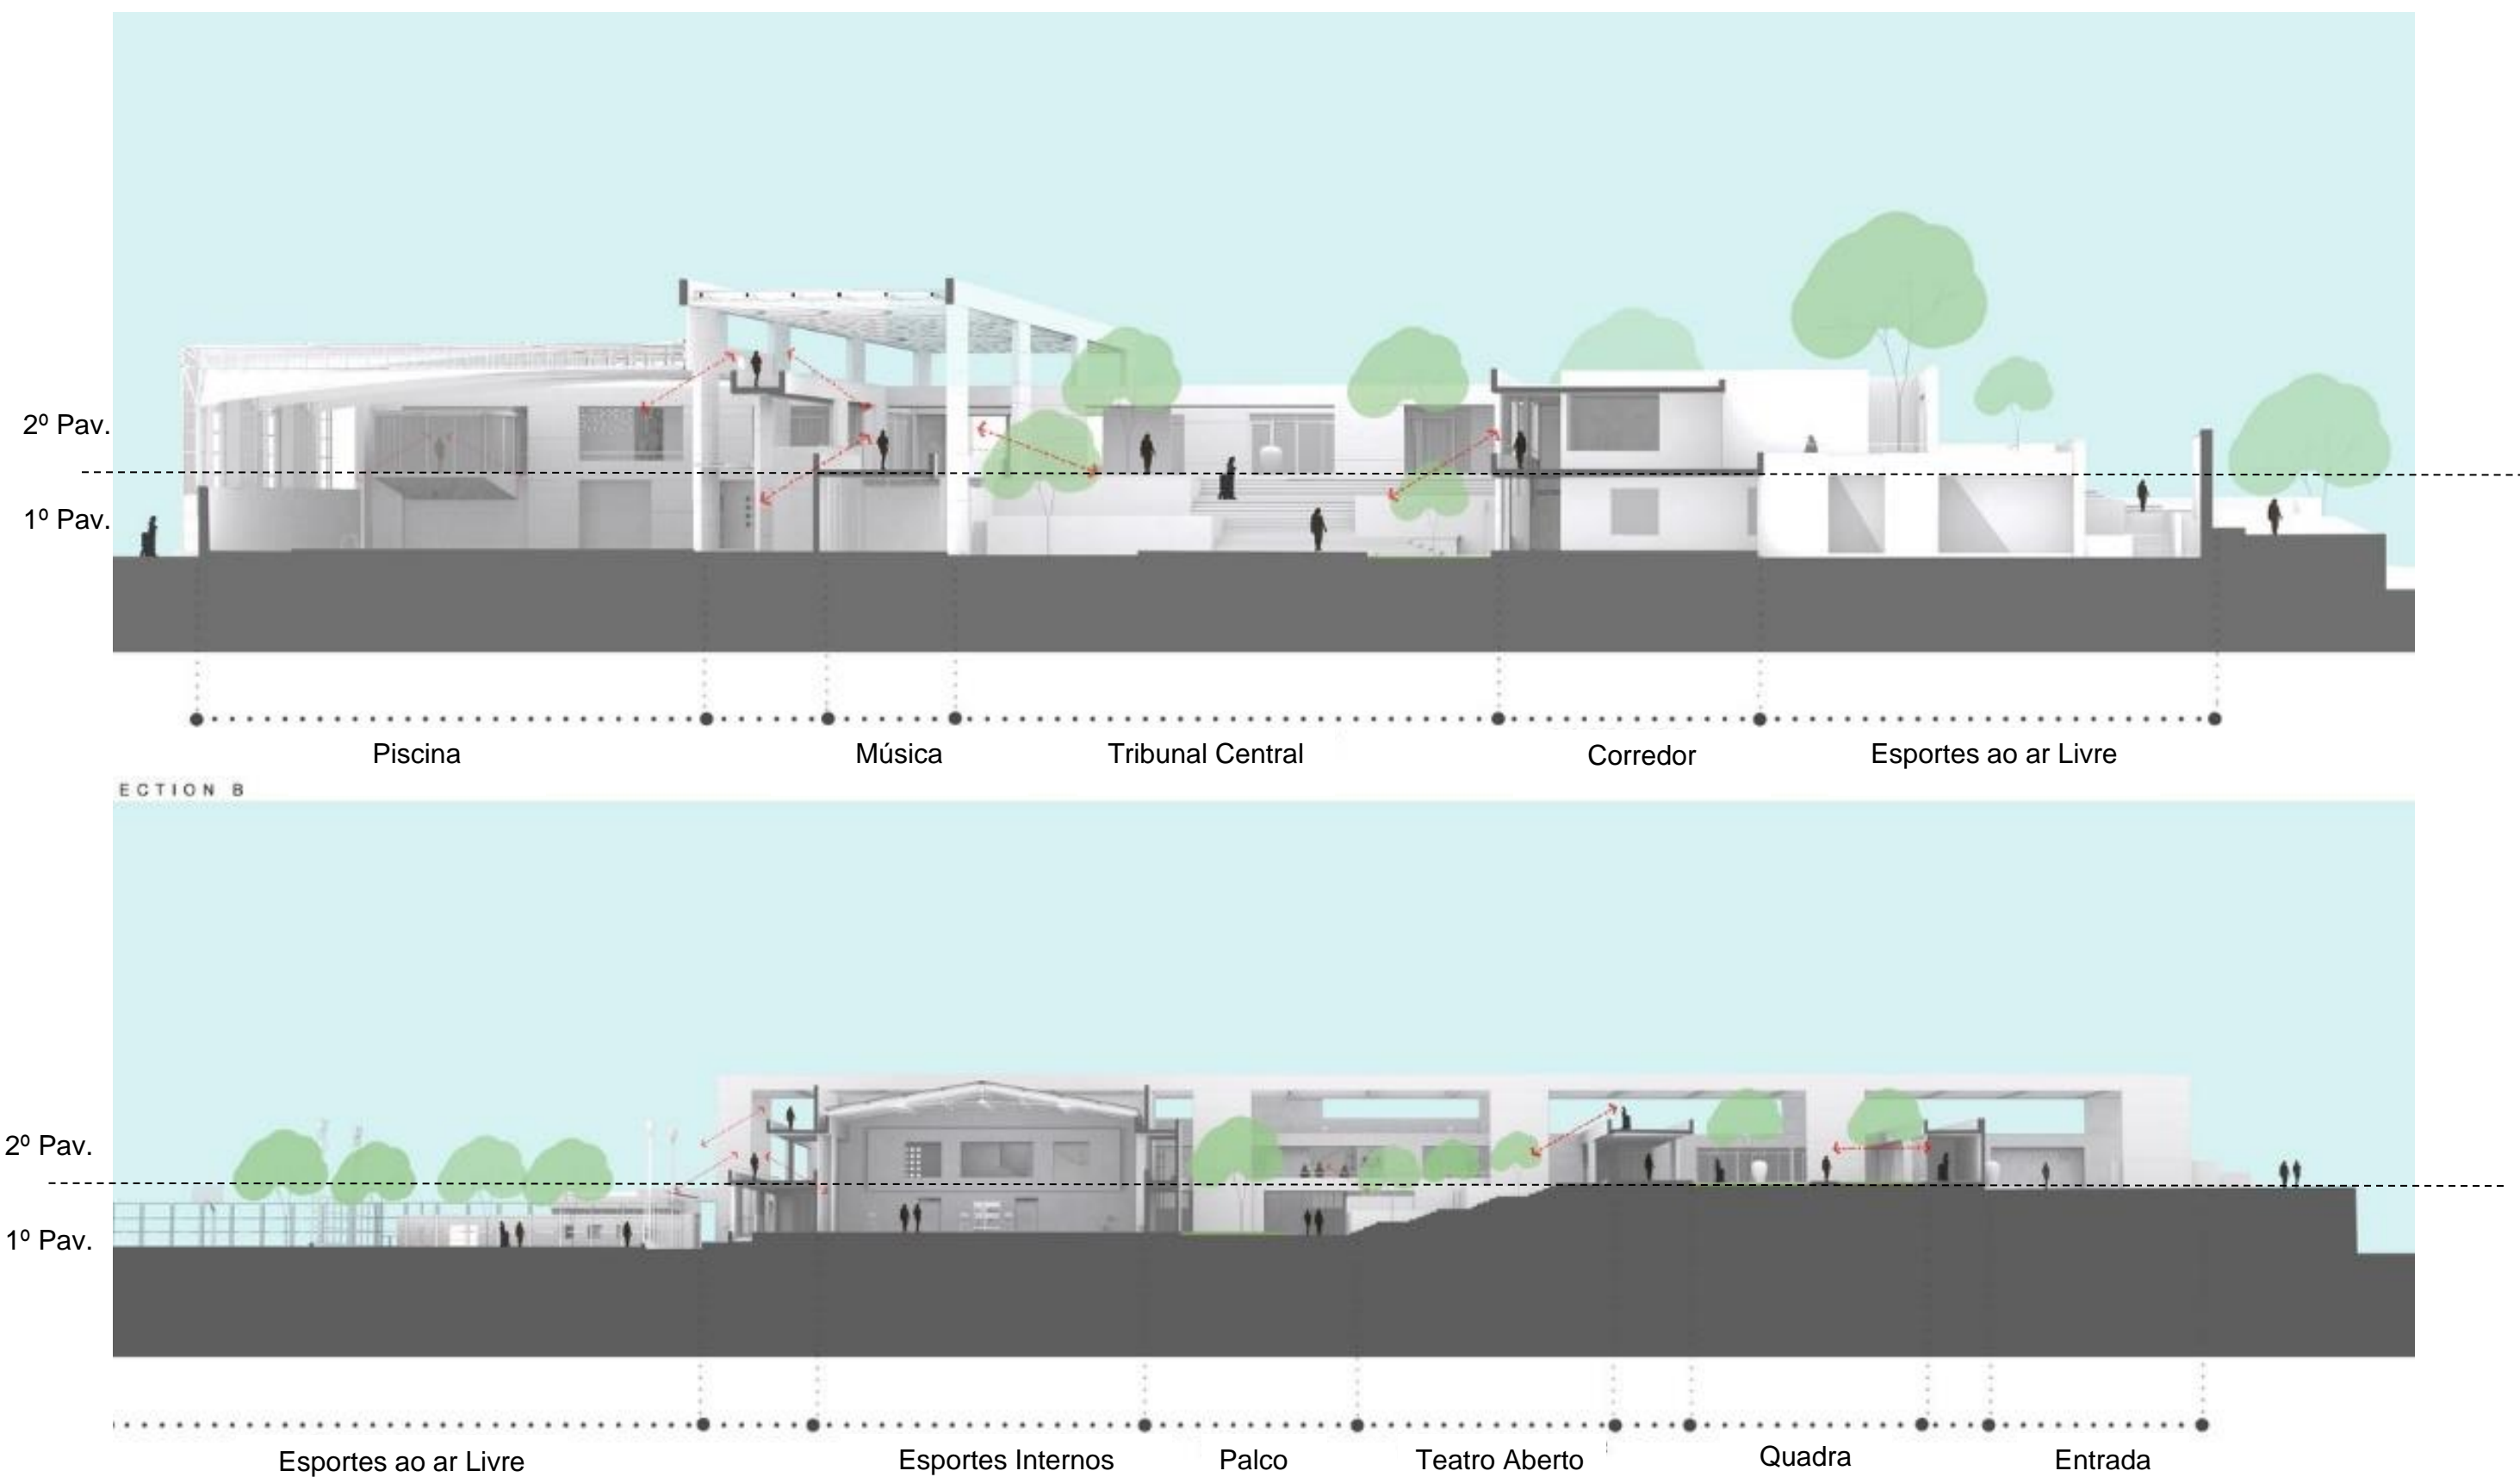 2º Pav.
1º Pav.
Piscina
Música
Tribunal Central
Corredor
Esportes ao ar Livre
ECTION B
2º Pav.
1º Pav.
Esportes ao ar Livre
Esportes Internos
Palco
Teatro Aberto
Quadra
Entrada